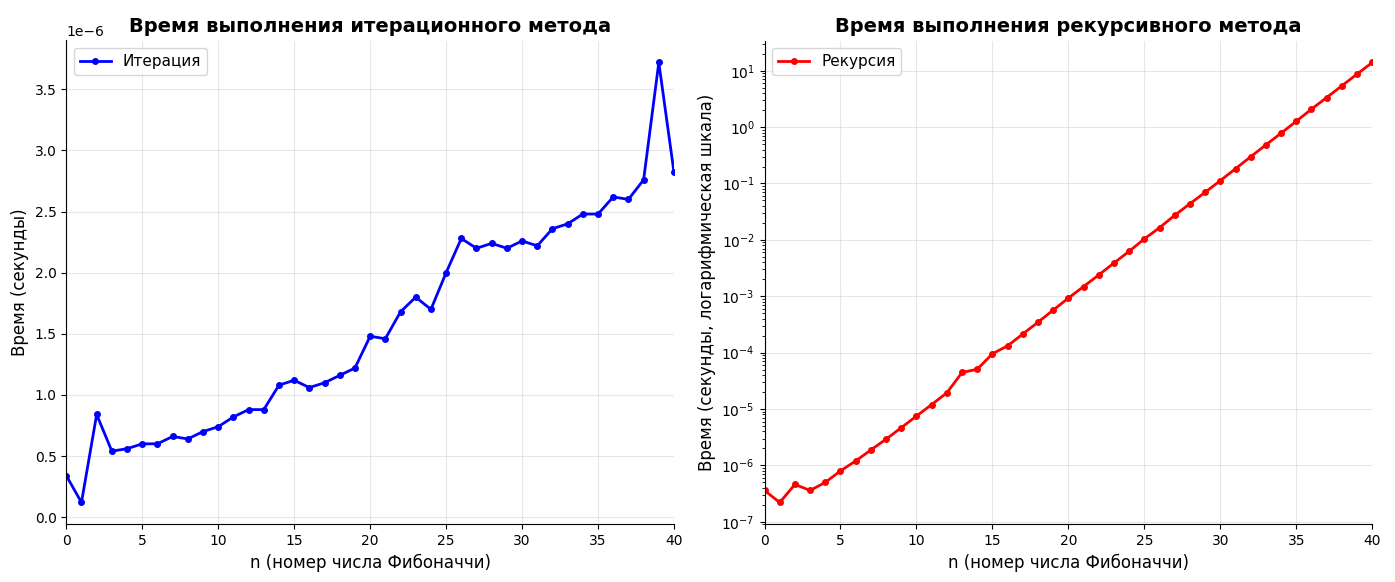 Время выполнения итерационного метода
1e−6
Итерация
Время (секунды)
3.5
3.0
2.5
2.0
1.5
1.0
0.5
0.0
0 5 10 15 20 25 30 35 40
n (номер числа Фибоначчи)
Время выполнения рекурсивного метода
Рекурсия
Время (секунды, логарифмическая шкала)
10¹
10⁰
10⁻¹
10⁻²
10⁻³
10⁻⁴
10⁻⁵
10⁻⁶
10⁻⁷
0 5 10 15 20 25 30 35 40
n (номер числа Фибоначчи)